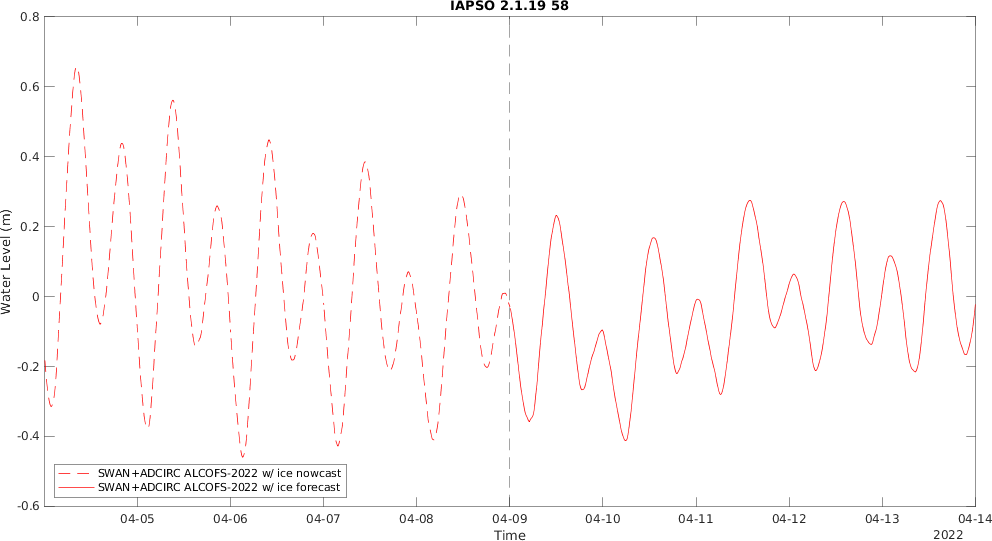 IAPSO 2.1.19 58
0.8
0.6
0.4
0.2
0
-0.2
-0.4
-0.6
Water Level (m)
SWAN+ADCIRC ALCOFS-2022 w/ ice nowcast
SWAN+ADCIRC ALCOFS-2022 w/ ice forecast
04-05 04-06 04-07 04-08 04-09 04-10 04-11 04-12 04-13 04-14
Time
2022